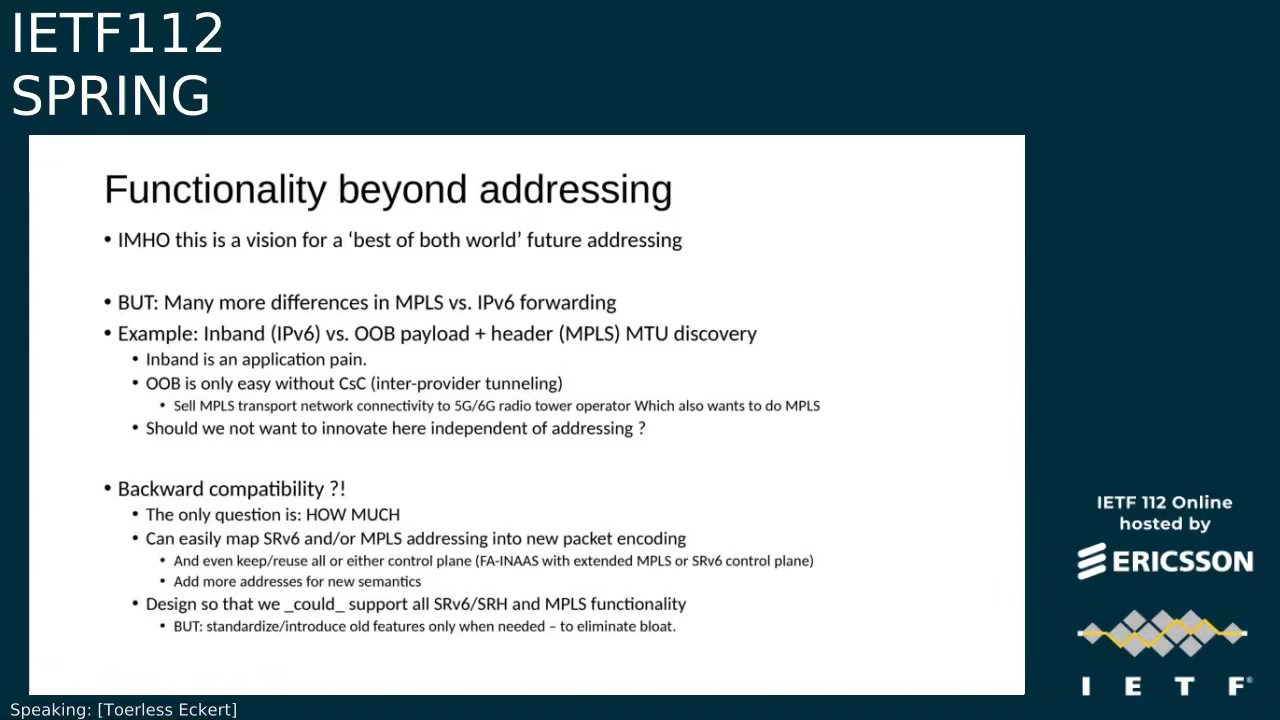 IETF112
SPRING
Functionality beyond addressing
• IMHO this is a vision for a ‘best of both world’ future addressing
• BUT: Many more differences in MPLS vs. IPv6 forwarding
• Example: Inband (IPv6) vs. OOB payload + header (MPLS) MTU discovery
• Inband is an application pain.
• OOB is only easy without CsC (inter-provider tunneling)
• Sell MPLS transport network connectivity to 5G/6G radio tower operator Which also wants to do MPLS
• Should we not want to innovate here independent of addressing ?
• Backward compatibility ?!
• The only question is: HOW MUCH
• Can easily map SRv6 and/or MPLS addressing into new packet encoding
• And even keep/reuse all or either control plane (FA-INAAS with extended MPLS or SRv6 control plane)
• Add more addresses for new semantics
• Design so that we _could_ support all SRv6/SRH and MPLS functionality
• BUT: standardize/introduce old features only when needed – to eliminate bloat.
IETF 112 Online
hosted by
ERICSSON
I E T F®
Speaking: [Toerless Eckert]